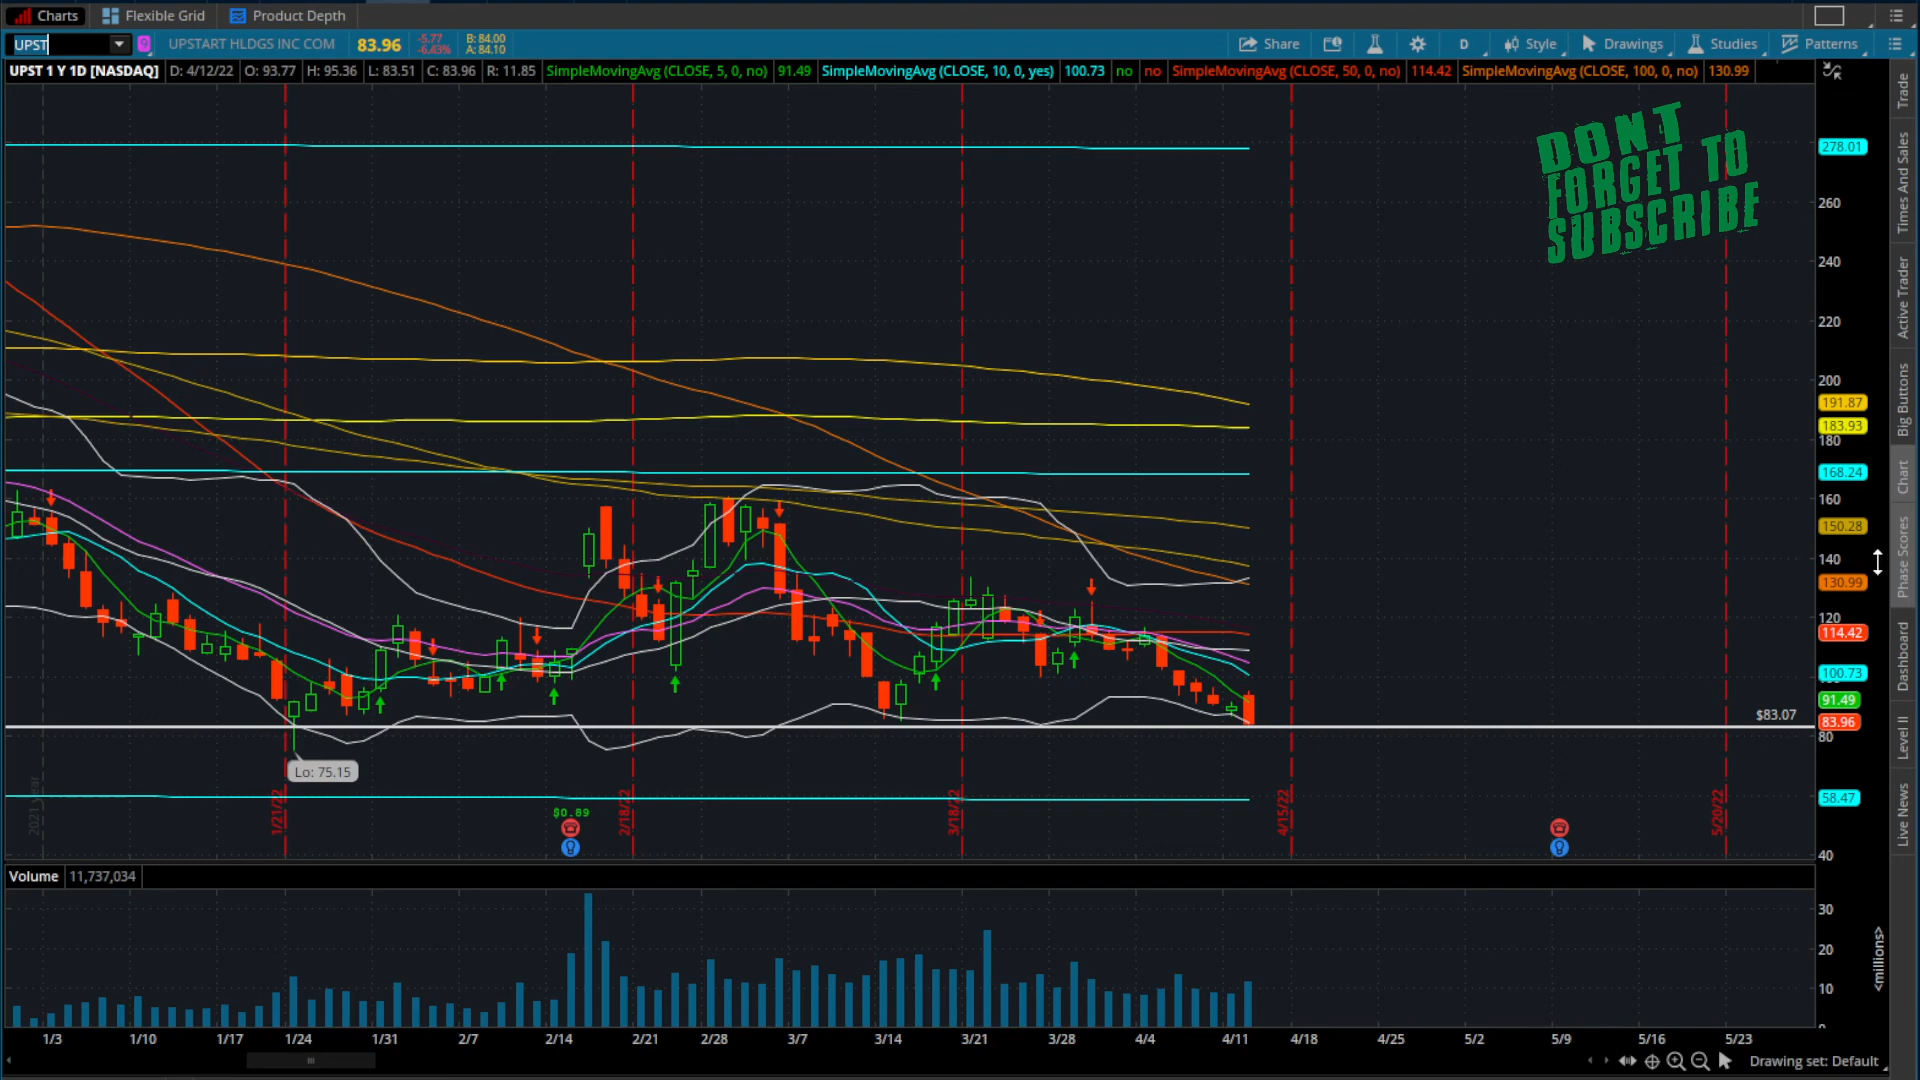 Charts Flexible Grid Product Depth
UPST UPSTART HLDGS INC COM 83.96 -5.77 -6.43% B: 84.00 A: 84.10 Share D Style Drawings Studies Patterns
UPST 1 Y 1D [NASDAQ] D: 4/12/22 O: 93.77 H: 95.36 L: 83.51 C: 83.96 R: 11.85 SimpleMovingAvg (CLOSE, 5, 0, no) 91.49 SimpleMovingAvg (CLOSE, 10, 0, yes) 100.73 no no SimpleMovingAvg (CLOSE, 50, 0, no) 114.42 SimpleMovingAvg (CLOSE, 100, 0, no) 130.99
DON'T
FORGET TO
SUBSCRIBE
278.01
260
240
220
200
191.87
183.93
180
168.24
160
150.28
140
130.99
120
114.42
100.73
91.49
$83.07
83.96
80
Lo: 75.15
58.47
40
$0.89
2021 year
1/21/22
2/18/22
3/18/22
4/15/22
5/20/22
Volume 11,737,034
30
20
10
<millions>
1/3 1/10 1/17 1/24 1/31 2/7 2/14 2/21 2/28 3/7 3/14 3/21 3/28 4/4 4/11 4/18 4/25 5/2 5/9 5/16 5/23
Drawing set: Default
Trade
Times And Sales
Active Trader
Big Buttons
Chart
Phase Scores
Dashboard
Level II
Live News